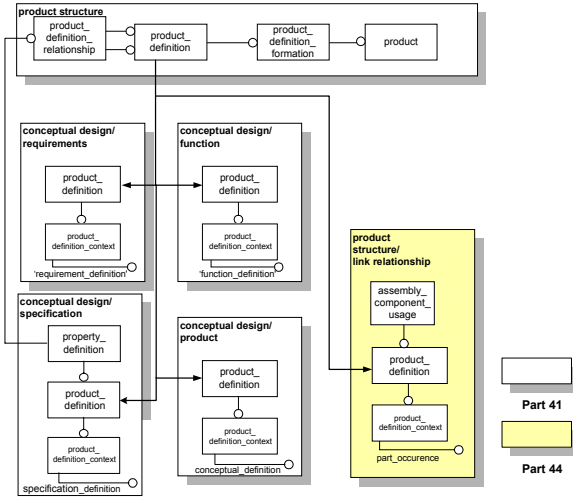 product structure
product_
definition_
relationship
product_
definition
product_
definition_
formation
product
conceptual design/
requirements
product_
definition
product_
definition_context
'requirement_definition'
conceptual design/
function
product_
definition
product_
definition_context
'function_definition'
conceptual design/
specification
property_
definition
product_
definition
product_
definition_context
specification_definition
conceptual design/
product
product_
definition
product_
definition_context
conceptual_definition
product
structure/
link relationship
assembly_
component_
usage
product_
definition
product_
definition_context
part_occurence
Part 41
Part 44